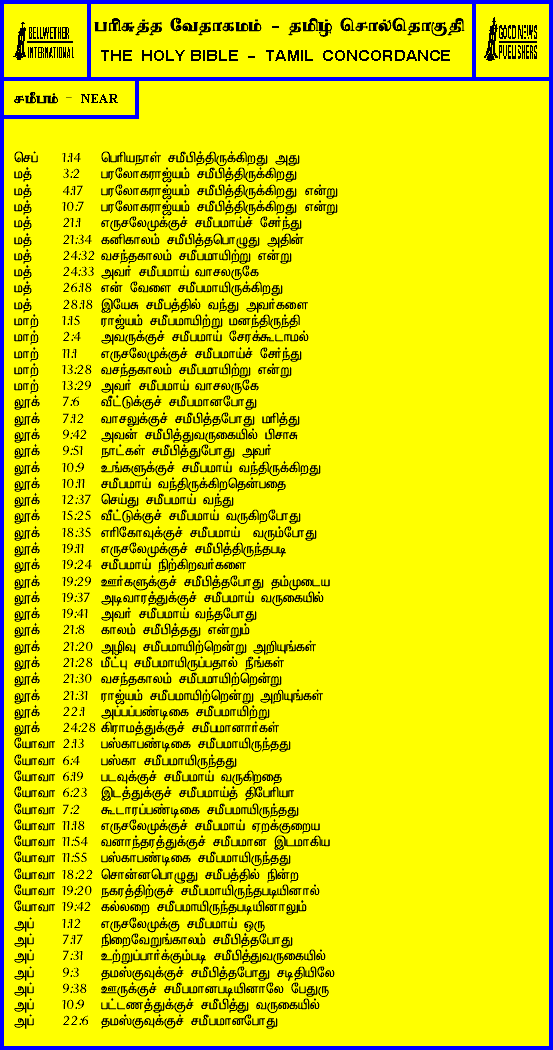 BELLWETHER
INTERNATIONAL
பரிசுத்த வேதாகமம் - தமிழ் சொல்தொகுதி
THE HOLY BIBLE - TAMIL CONCORDANCE
GOOD NEWS
PUBLISHERS
சமீபம் - NEAR
செப் 1:14 பெரியநாள் சமீபித்திருக்கிறது அது
மத் 3:2 பரலோகராஜ்யம் சமீபித்திருக்கிறது
மத் 4:17 பரலோகராஜ்யம் சமீபித்திருக்கிறது என்று
மத் 10:7 பரலோகராஜ்யம் சமீபித்திருக்கிறது என்று
மத் 21:1 எருசலேமுக்குச் சமீபமாய்ச் சேர்ந்து
மத் 21:34 கனிகாலம் சமீபித்தபொழுது அதின்
மத் 24:32 வசந்தகாலம் சமீபமாயிற்று என்று
மத் 24:33 அவர் சமீபமாய் வாசலருகே
மத் 26:18 என் வேளை சமீபமாயிருக்கிறது
மத் 28:18 இயேசு சமீபத்தில் வந்து அவர்களை
மாற் 1:15 ராஜ்யம் சமீபமாயிற்று மனந்திருந்தி
மாற் 2:4 அவருக்குச் சமீபமாய் சேரக்கூடாமல்
மாற் 11:1 எருசலேமுக்குச் சமீபமாய்ச் சேர்ந்து
மாற் 13:28 வசந்தகாலம் சமீபமாயிற்று என்று
மாற் 13:29 அவர் சமீபமாய் வாசலருகே
லூக் 7:6 வீட்டுக்குச் சமீபமானபோது
லூக் 7:12 வாசலுக்குச் சமீபித்தபோது மரித்து
லூக் 9:42 அவன் சமீபித்துவருகையில் பிசாசு
லூக் 9:51 நாட்கள் சமீபித்துபோது அவர்
லூக் 10:9 உங்களுக்குச் சமீபமாய் வந்திருக்கிறது
லூக் 10:11 சமீபமாய் வந்திருக்கிறதென்பதை
லூக் 12:37 செய்து சமீபமாய் வந்து
லூக் 15:25 வீட்டுக்குச் சமீபமாய் வருகிறபோது
லூக் 18:35 எரிகோவுக்குச் சமீபமாய் வரும்போது
லூக் 19:11 எருசலேமுக்குச் சமீபித்திருந்தபடி
லூக் 19:24 சமீபமாய் நிற்கிறவர்களை
லூக் 19:29 ஊர்களுக்குச் சமீபித்தபோது தம்முடைய
லூக் 19:37 அடிவாரத்துக்குச் சமீபமாய் வருகையில்
லூக் 19:41 அவர் சமீபமாய் வந்தபோது
லூக் 21:8 காலம் சமீபித்தது என்றும்
லூக் 21:20 அழிவு சமீபமாயிற்றென்று அறியுங்கள்
லூக் 21:28 மீட்பு சமீபமாயிருப்பதால் நீங்கள்
லூக் 21:30 வசந்தகாலம் சமீபமாயிற்றென்று
லூக் 21:31 ராஜ்யம் சமீபமாயிற்றென்று அறியுங்கள்
லூக் 22:1 அப்பப்பண்டிகை சமீபமாயிற்று
லூக் 24:28 கிராமத்துக்குச் சமீபமானார்கள்
யோவா 2:13 பஸ்காபண்டிகை சமீபமாயிருந்தது
யோவா 6:4 பஸ்கா சமீபமாயிருந்தது
யோவா 6:19 படவுக்குச் சமீபமாய் வருகிறதை
யோவா 6:23 இடத்துக்குச் சமீபமாய்த் திபேரியா
யோவா 7:2 கூடாரப்பண்டிகை சமீபமாயிருந்தது
யோவா 11:18 எருசலேமுக்குச் சமீபமாய் ஏறக்குறைய
யோவா 11:54 வனாந்தரத்துக்குச் சமீபமான இடமாகிய
யோவா 11:55 பஸ்காபண்டிகை சமீபமாயிருந்தது
யோவா 18:22 சொன்னபொழுது சமீபத்தில் நின்ற
யோவா 19:20 நகரத்திற்குச் சமீபமாயிருந்தபடியினால்
யோவா 19:42 கல்லறை சமீபமாயிருந்தபடியினாலும்
அப் 1:12 எருசலேமுக்கு சமீபமாய் ஒரு
அப் 7:17 நிறைவேறுங்காலம் சமீபித்தபோது
அப் 7:31 உற்றுப்பார்க்கும்படி சமீபித்துவருகையில்
அப் 9:3 தமஸ்குவுக்குச் சமீபித்தபோது சடிதியிலே
அப் 9:38 ஊருக்குச் சமீபமானபடியினாலே பேதுரு
அப் 10:9 பட்டணத்துக்குச் சமீபித்து வருகையில்
அப் 22:6 தமஸ்குவுக்குச் சமீபமானபோது